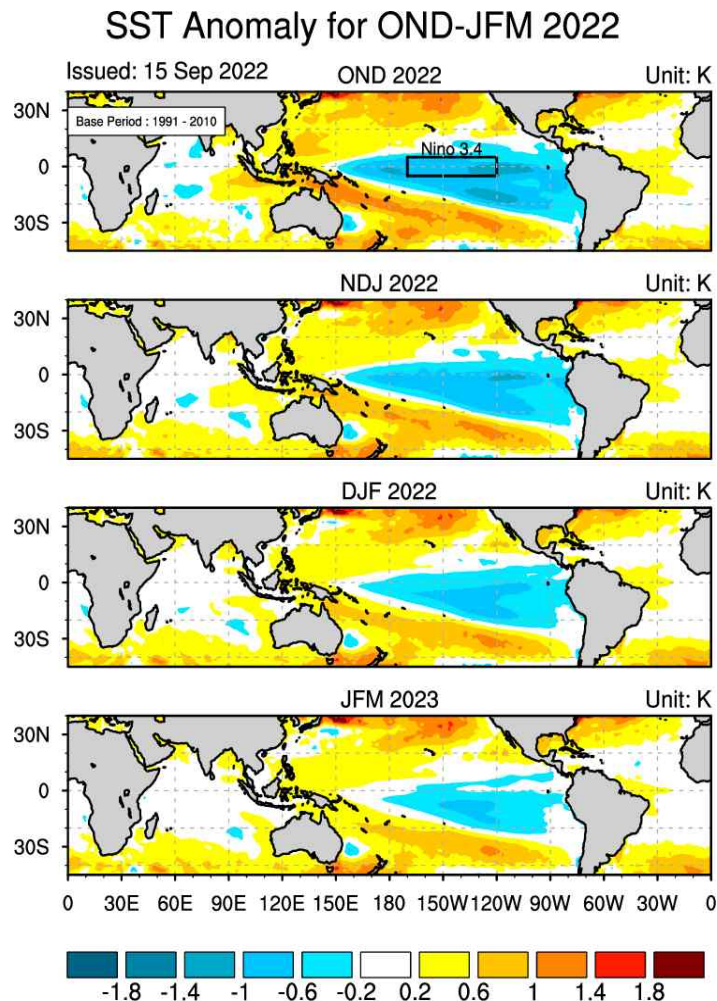 SST Anomaly for OND-JFM 2022
Issued: 15 Sep 2022 OND 2022 Unit: K
30N
Base Period : 1991 - 2010
Nino 3.4
0
30S
NDJ 2022 Unit: K
30N
0
30S
DJF 2022 Unit: K
30N
0
30S
JFM 2023 Unit: K
30N
0
30S
0 30E 60E 90E 120E 150E 180 150W 120W 90W 60W 30W 0
-1.8 -1.4 -1 -0.6 -0.2 0.2 0.6 1 1.4 1.8